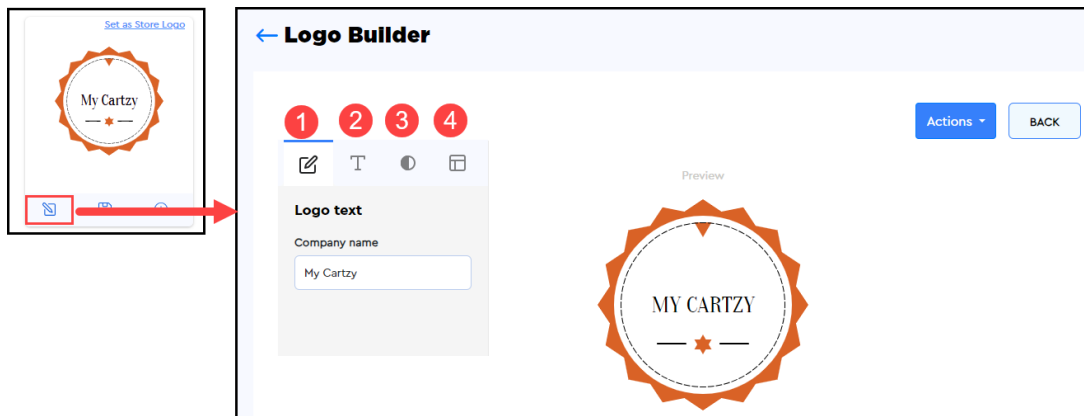 Set as Store Logo
My Cartzy
Logo Builder
1 2 3 4
T
Actions
BACK
Preview
Logo text
Company name
My Cartzy
MY CARTZY